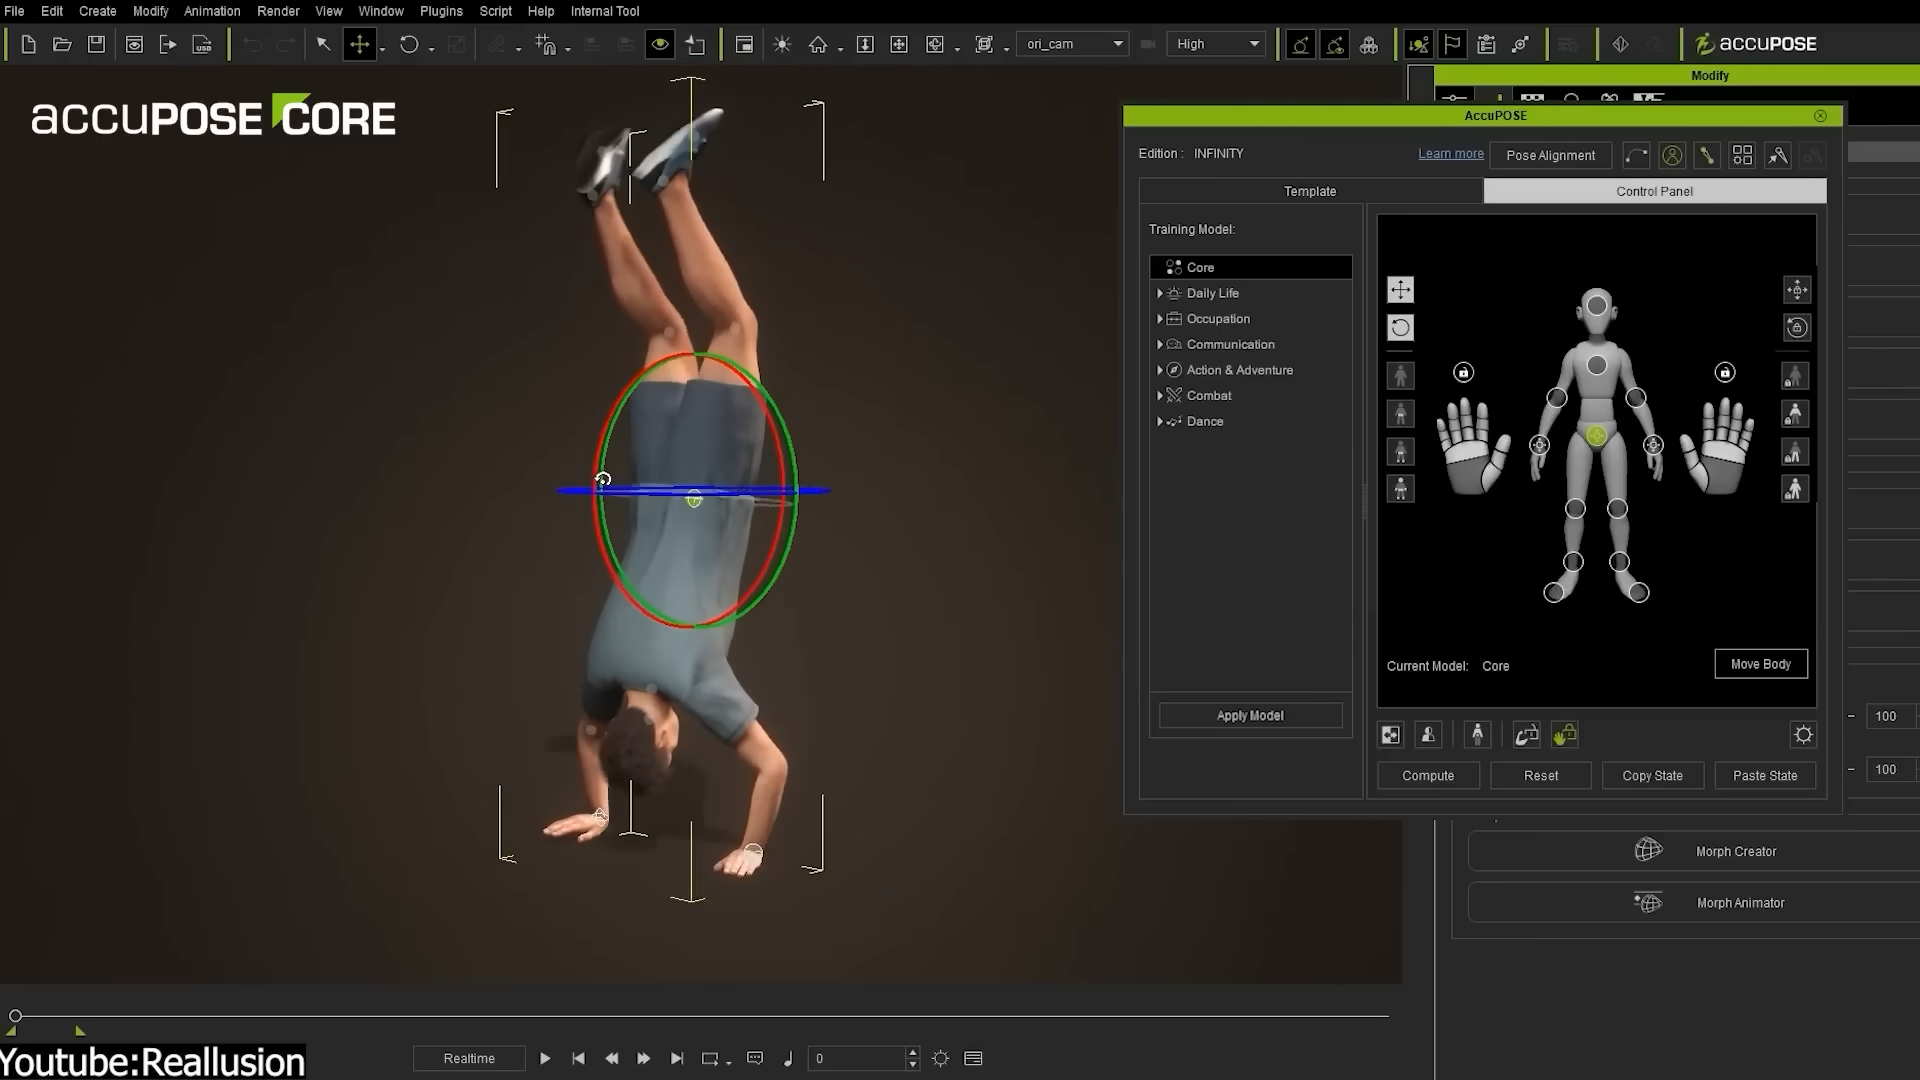 File Edit Create Modify Animation Render View Window Plugins Script Help Internal Tool
ori_cam High accuPOSE
Modify
accuPOSE CORE
AccuPOSE
Edition : INFINITY Learn more Pose Alignment
Template Control Panel
Training Model:
Core
Daily Life
Occupation
Communication
Action & Adventure
Combat
Dance
Apply Model
Current Model: Core Move Body
Compute Reset Copy State Paste State
100
100
Morph Creator
Morph Animator
Youtube:Reallusion
Realtime 0